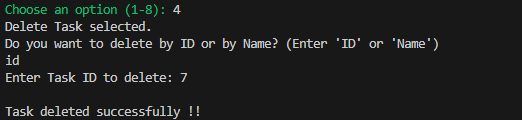 Choose an option (1-8): 4
Delete Task selected.
Do you want to delete by ID or by Name? (Enter 'ID' or 'Name')
id
Enter Task ID to delete: 7
Task deleted successfully !!